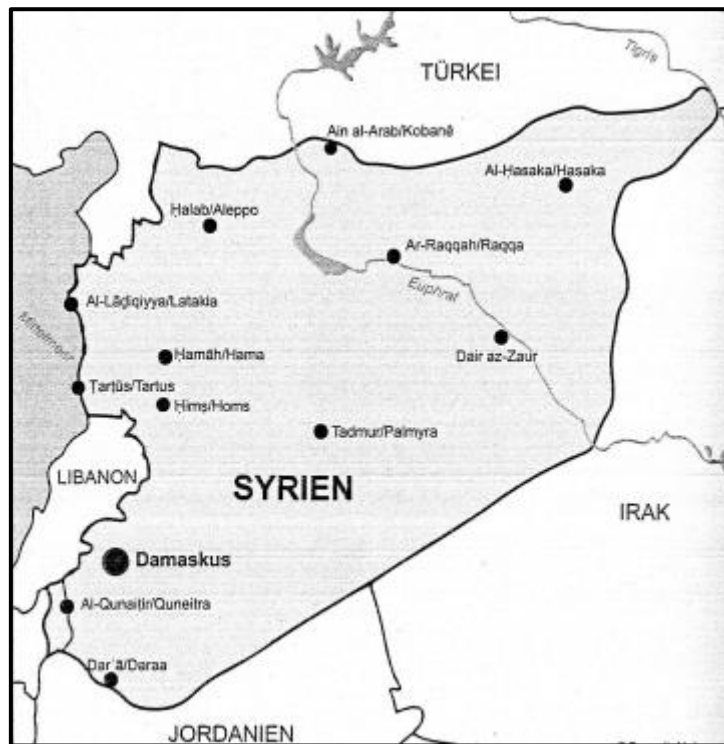 Tigris
TÜRKEI
Ain al-Arab/Kobanê
Al-Ḥasaka/Hasaka
Ḥalab/Aleppo
Ar-Raqqah/Raqqa
Euphrat
Al-Lāḏiqiyya/Latakia
Mittelmeer
Ḥamāh/Hama
Dair az-Zaur
Ṭarṭūs/Tartus
Ḥimṣ/Homs
Tadmur/Palmyra
LIBANON
SYRIEN
IRAK
Damaskus
Al-Qunaiṭir/Quneitra
Darʿā/Daraa
JORDANIEN